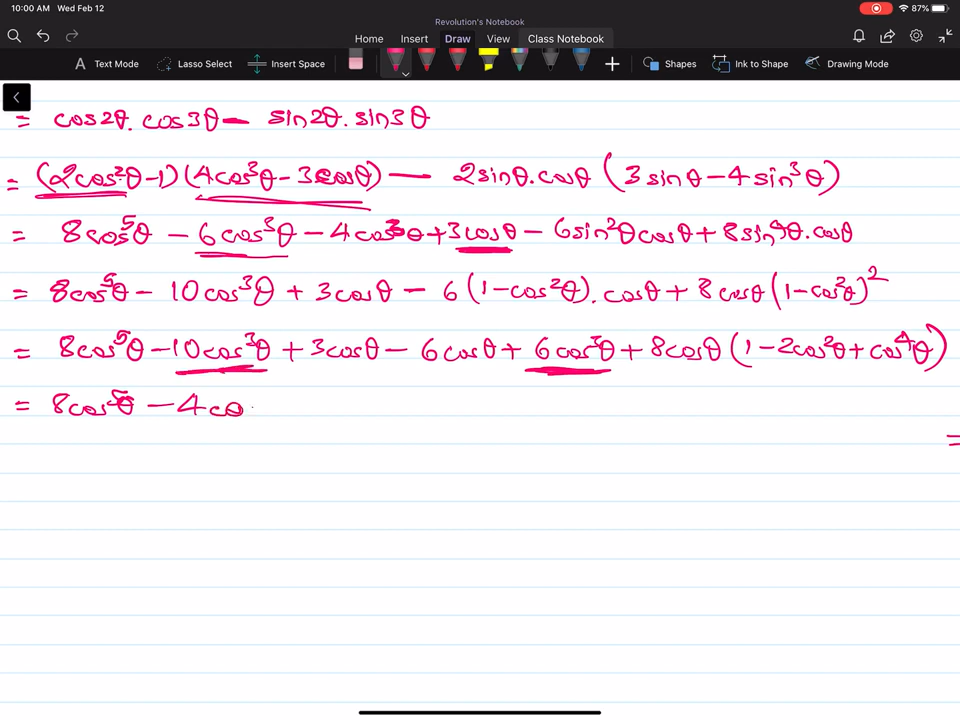 10:00 AM Wed Feb 12
87%
Revolution's Notebook
Home Insert Draw View Class Notebook
Text Mode Lasso Select Insert Space Shapes Ink to Shape Drawing Mode
= cos2θ. cos3θ - sin2θ. sin3θ
= (2cos²θ-1)(4cos³θ - 3cosθ) - 2sinθ.cosθ (3sinθ-4sin³θ)
= 8cos⁵θ - 6cos³θ - 4cos³θ + 3cosθ - 6sin²θcosθ + 8sin⁴θ.cosθ
= 8cos⁵θ - 10cos³θ + 3cosθ - 6(1-cos²θ).cosθ + 8cosθ(1-cos²θ)²
= 8cos⁵θ - 10cos³θ + 3cosθ - 6cosθ + 6cos³θ + 8cosθ(1-2cos²θ+cos⁴θ)
= 8cos⁵θ - 4co
=